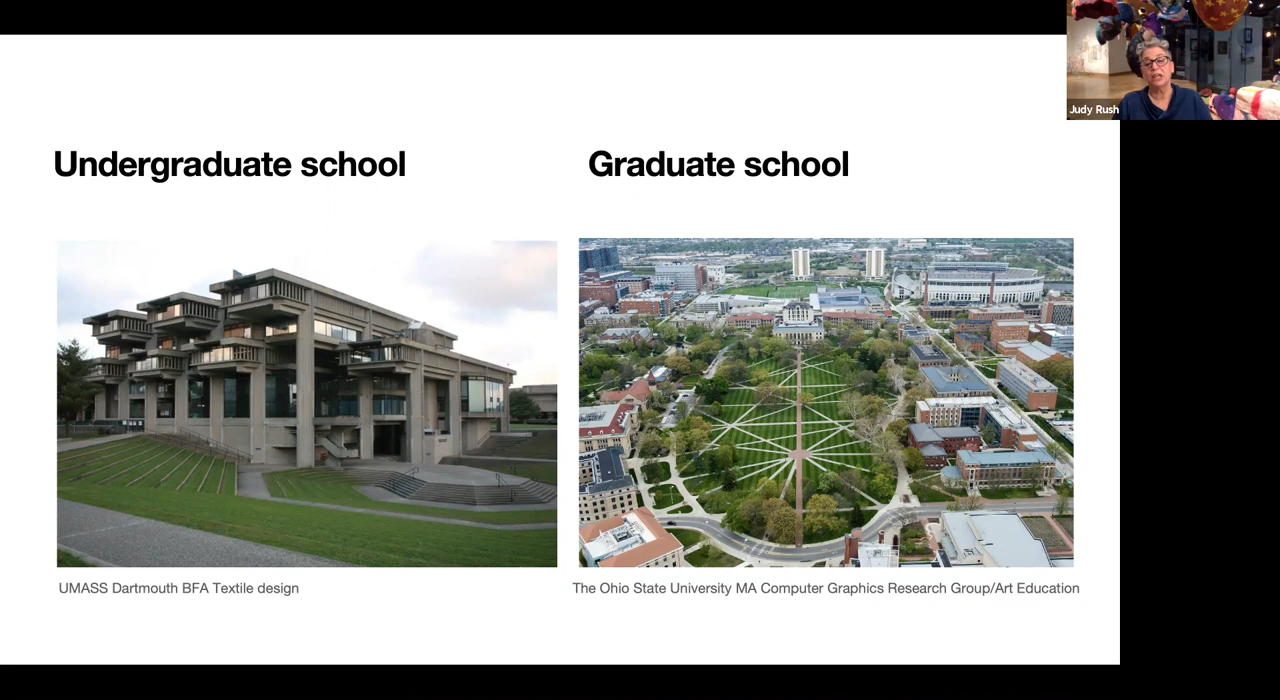 Judy Rush
Undergraduate school
Graduate school
UMASS Dartmouth BFA Textile design
The Ohio State University MA Computer Graphics Research Group/Art Education